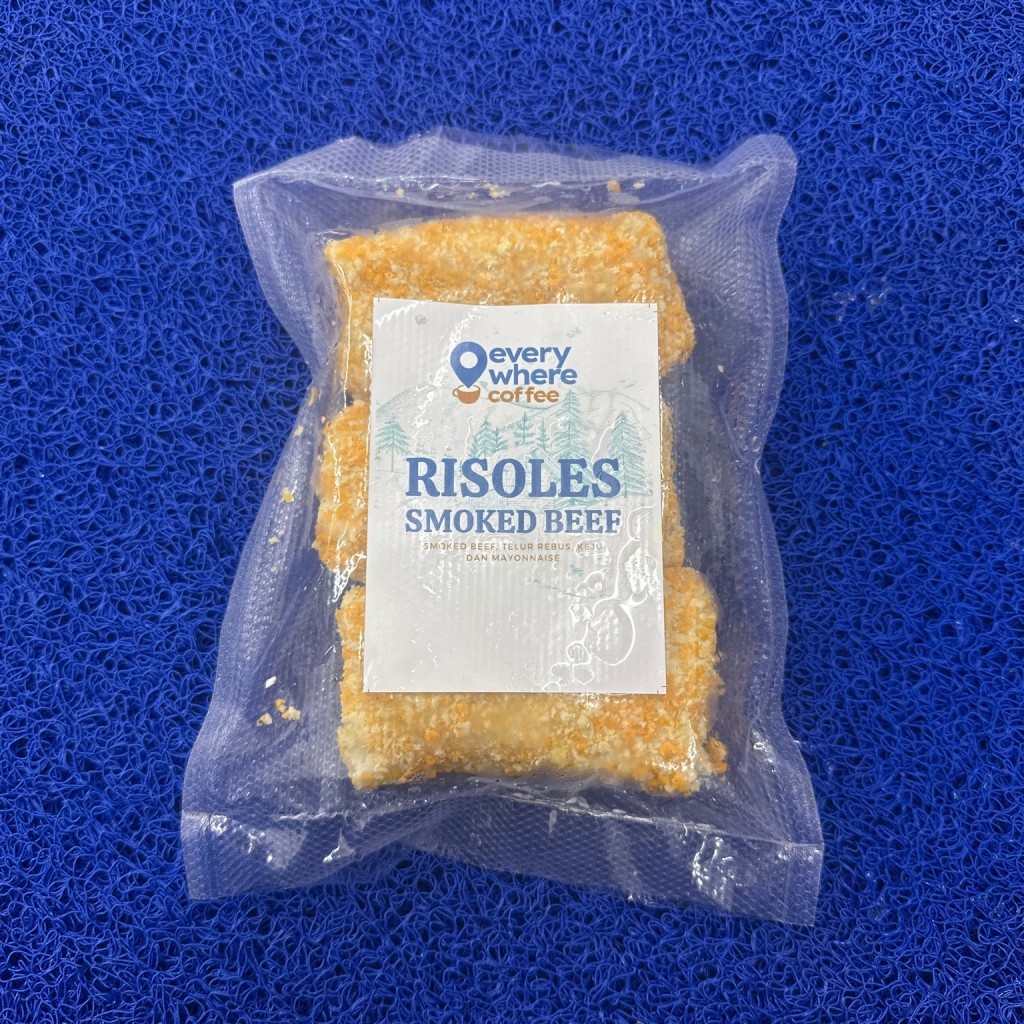 every
where
coffee
RISOLES
SMOKED BEEF
SMOKED BEEF, TELUR REBUS, KEJU
DAN MAYONNAISE